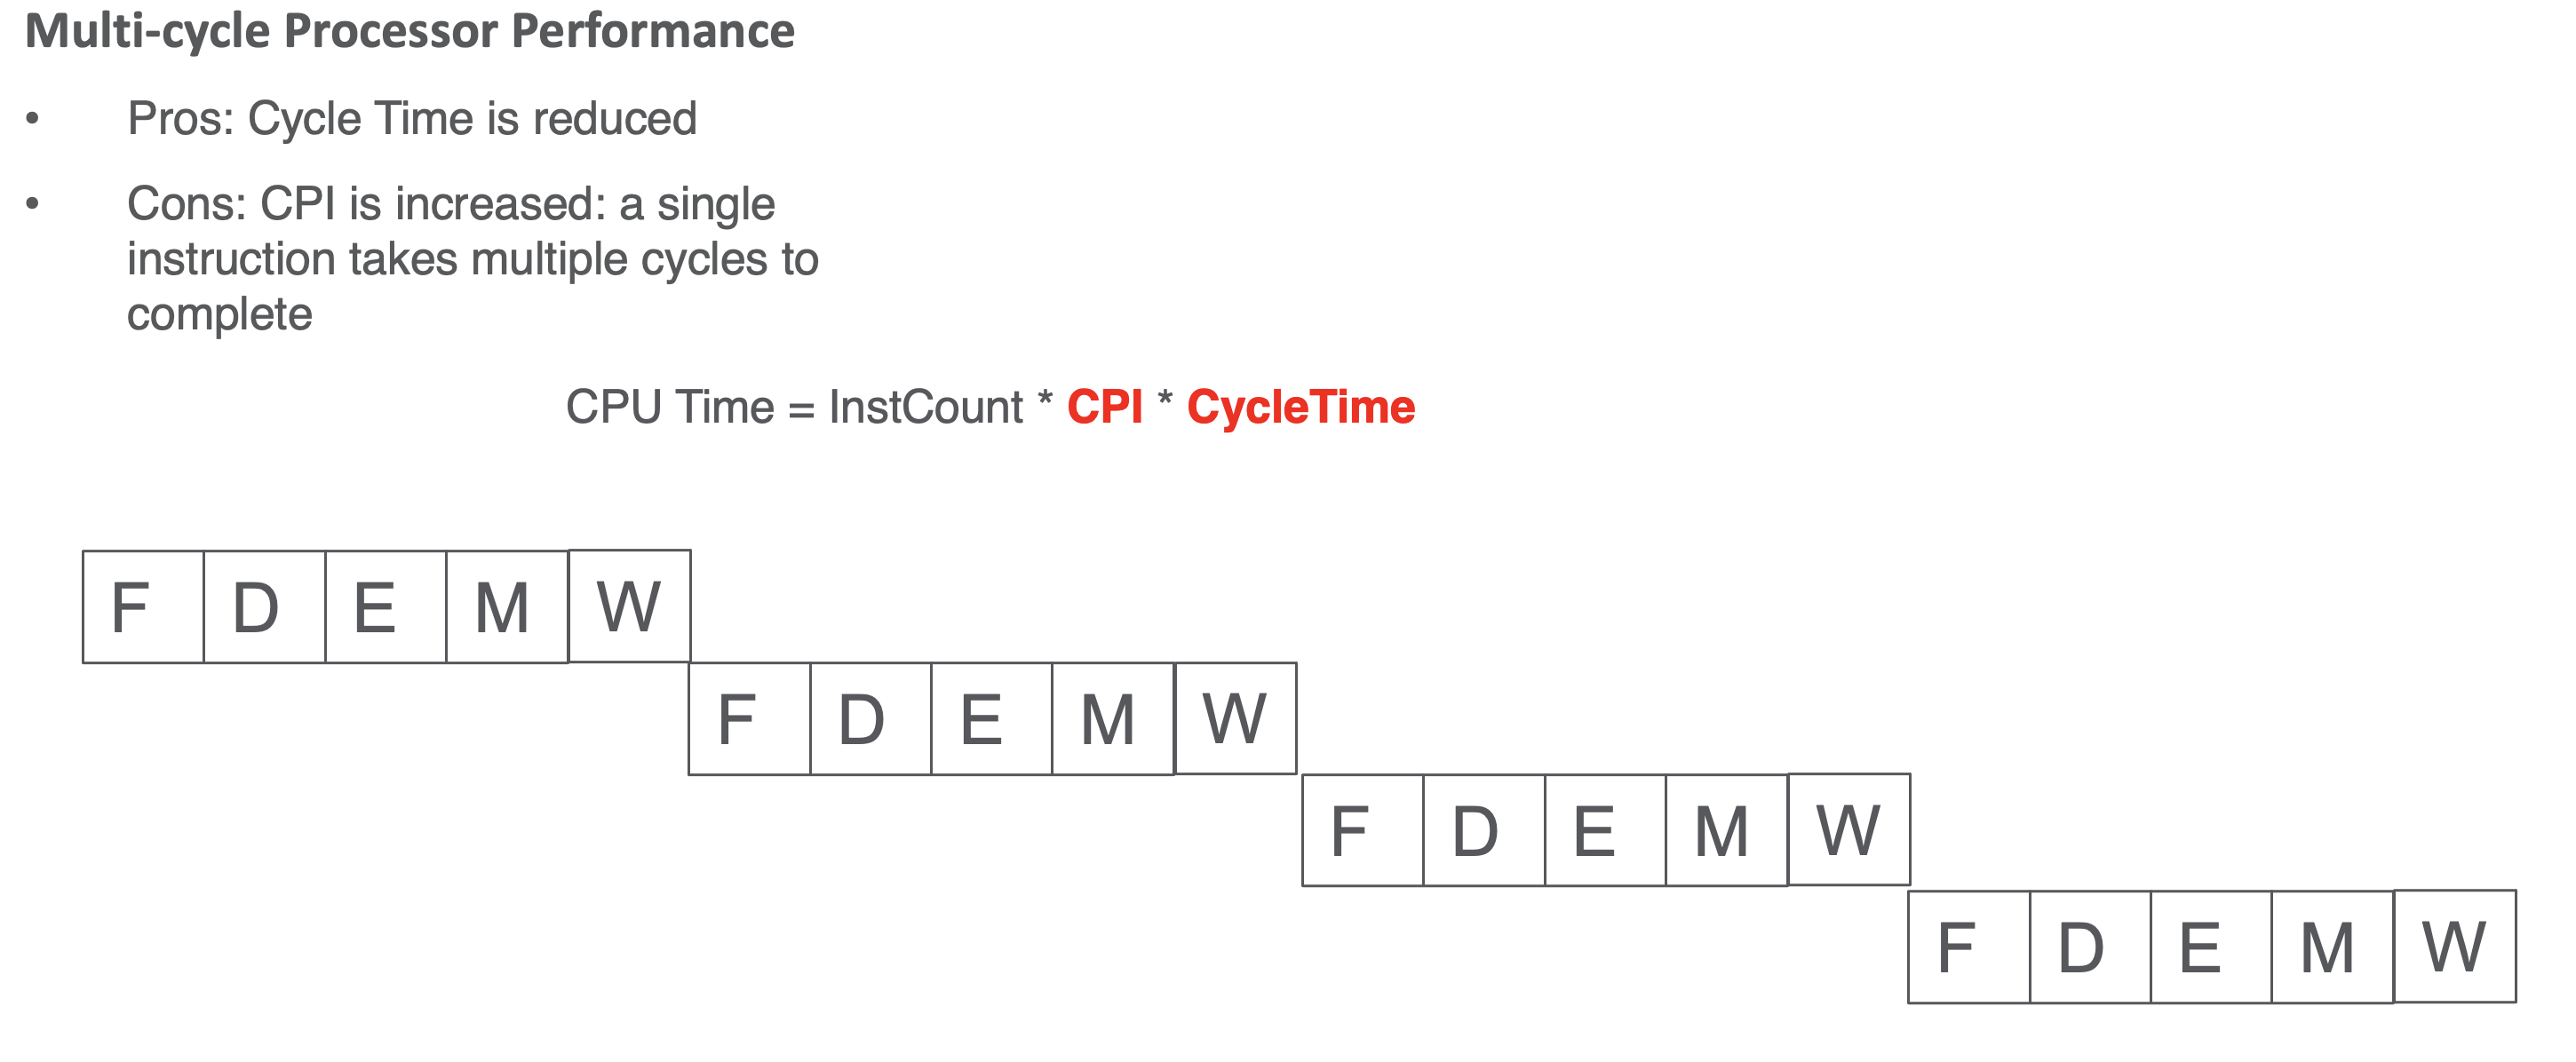 Multi-cycle Processor Performance
• Pros: Cycle Time is reduced
• Cons: CPI is increased: a single
instruction takes multiple cycles to
complete
CPU Time = InstCount * CPI * CycleTime
F D E M W
F D E M W
F D E M W
F D E M W